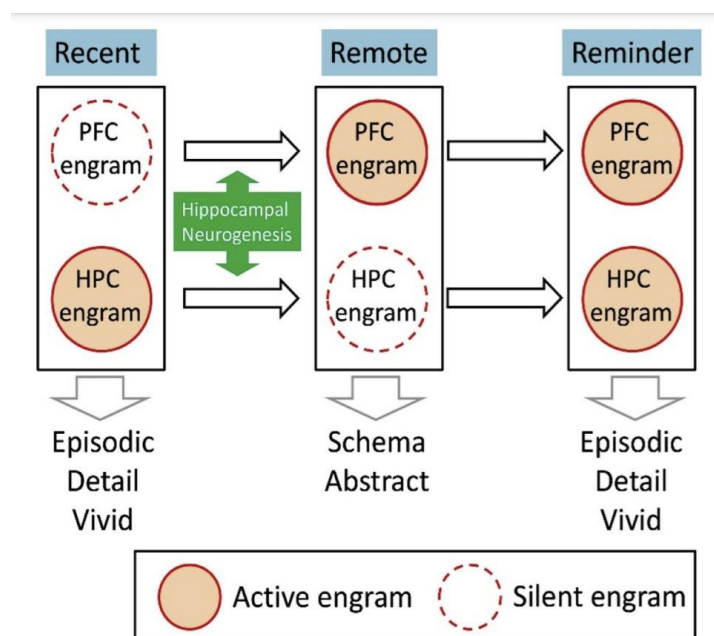 Recent
Remote
Reminder
PFC
engram
PFC
engram
PFC
engram
Hippocampal
Neurogenesis
HPC
engram
HPC
engram
HPC
engram
Episodic
Detail
Vivid
Schema
Abstract
Episodic
Detail
Vivid
Active engram
Silent engram